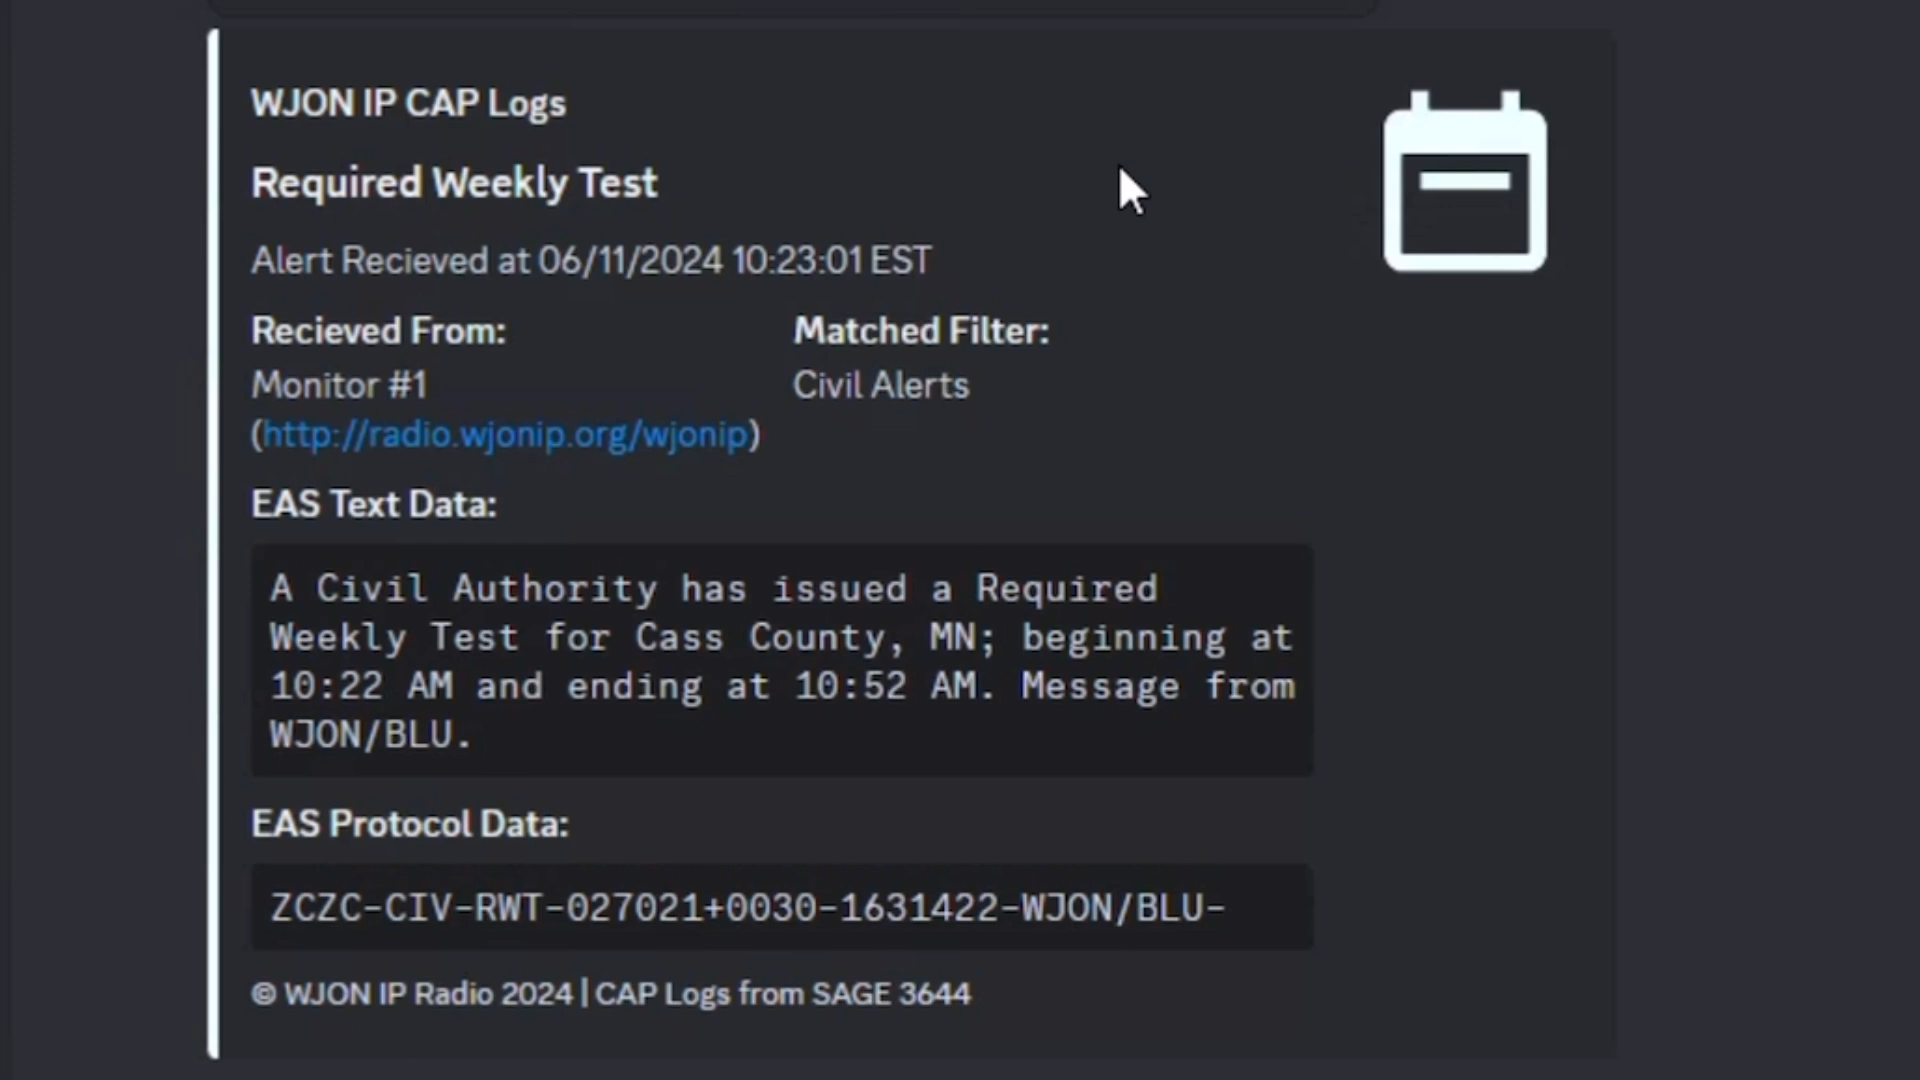 WJON IP CAP Logs
Required Weekly Test
Alert Recieved at 06/11/2024 10:23:01 EST
Recieved From:
Monitor #1
(http://radio.wjonip.org/wjonip)
Matched Filter:
Civil Alerts
EAS Text Data:
A Civil Authority has issued a Required
Weekly Test for Cass County, MN; beginning at
10:22 AM and ending at 10:52 AM. Message from
WJON/BLU.
EAS Protocol Data:
ZCZC-CIV-RWT-027021+0030-1631422-WJON/BLU-
© WJON IP Radio 2024 | CAP Logs from SAGE 3644